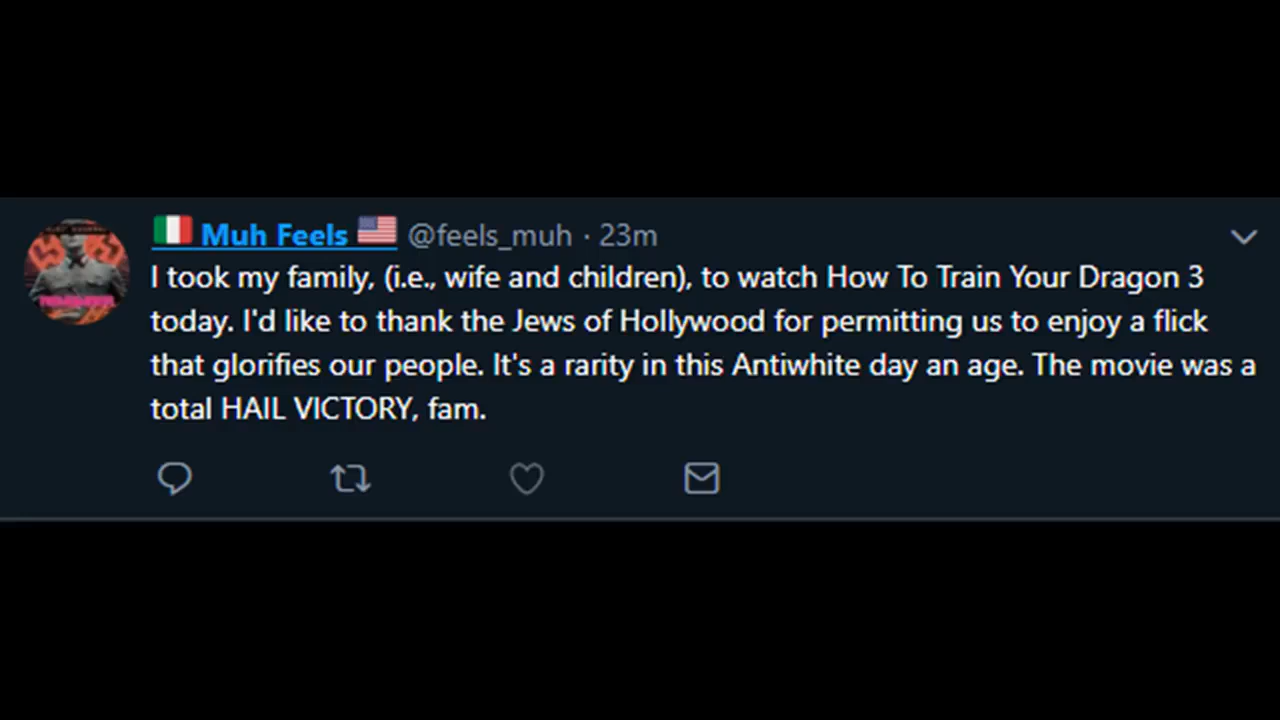 🇮🇹 Muh Feels 🇺🇸 @feels_muh · 23m
I took my family, (i.e., wife and children), to watch How To Train Your Dragon 3
today. I'd like to thank the Jews of Hollywood for permitting us to enjoy a flick
that glorifies our people. It's a rarity in this Antiwhite day an age. The movie was a
total HAIL VICTORY, fam.